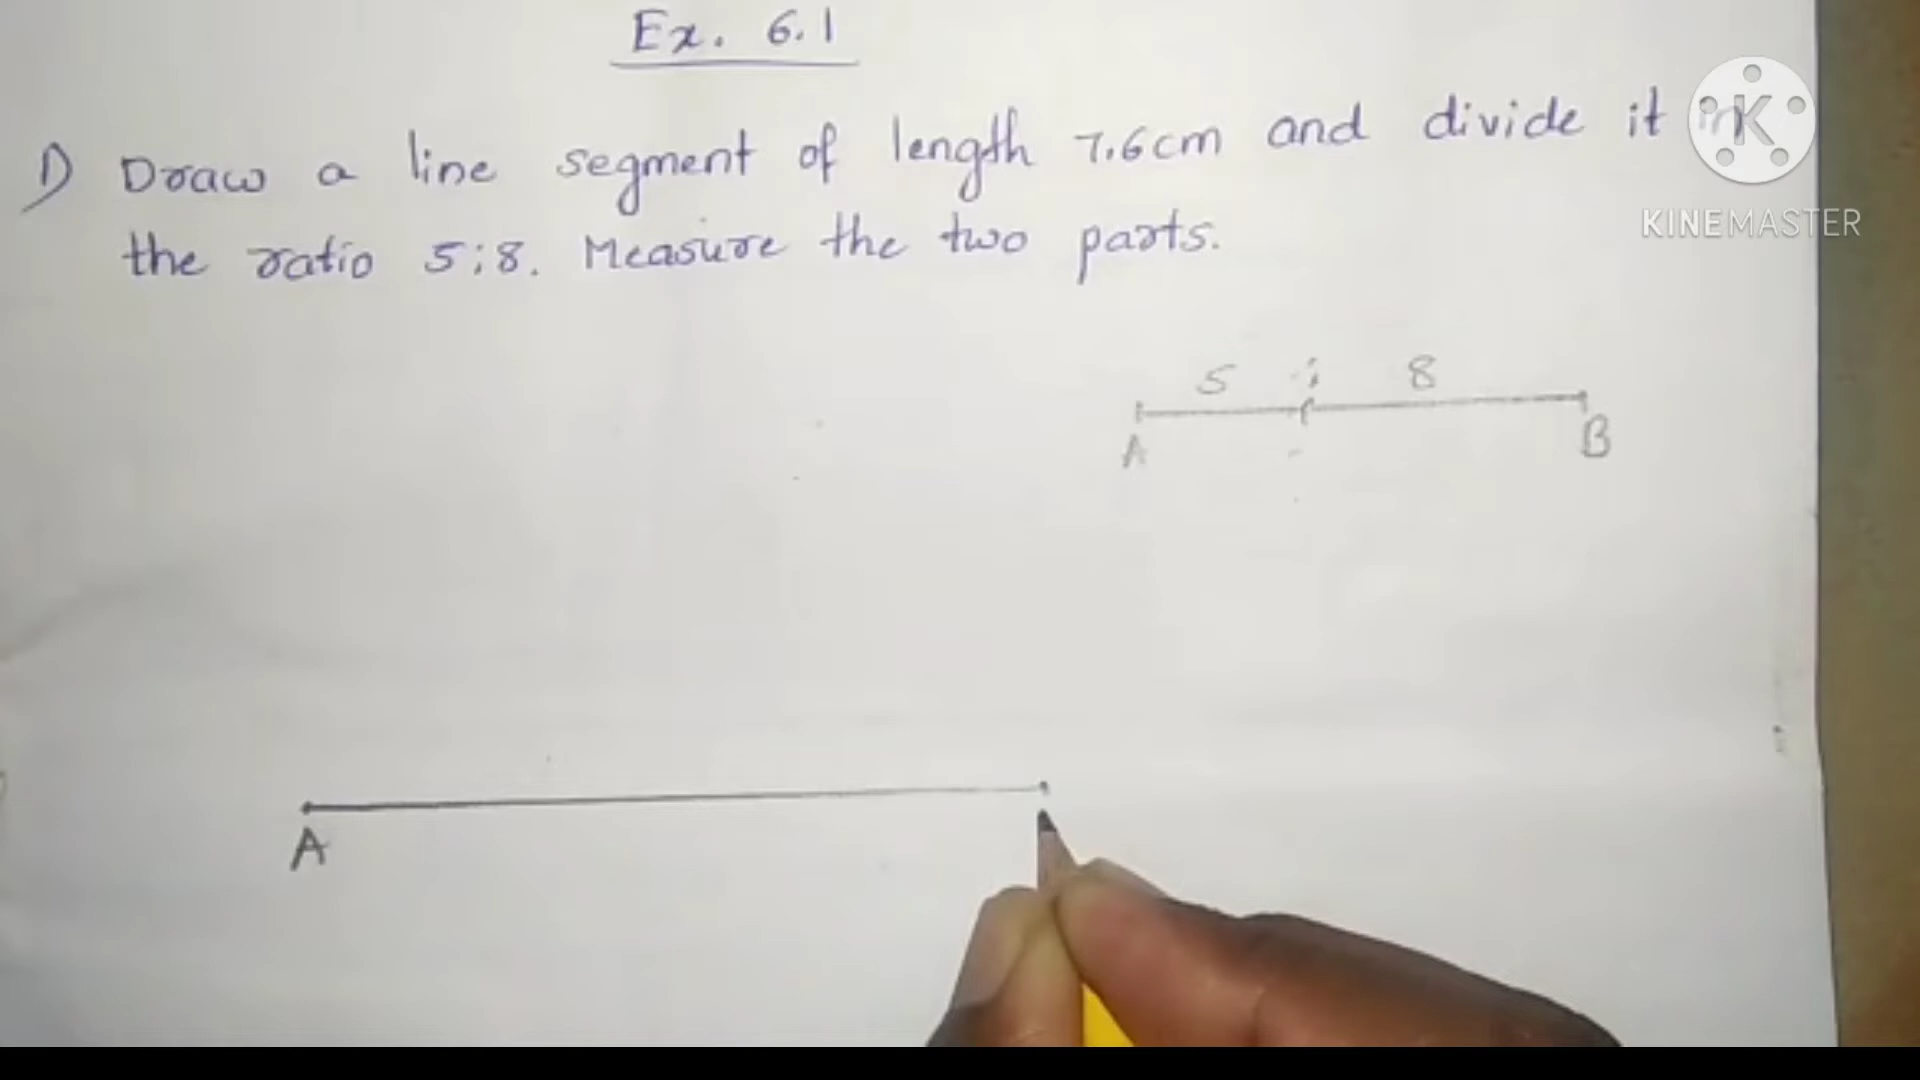 Ex. 6.1
1) Draw a line segment of length 7.6cm and divide it in
the ratio 5:8. Measure the two parts.
K
KINEMASTER
5 : 8
A B
A